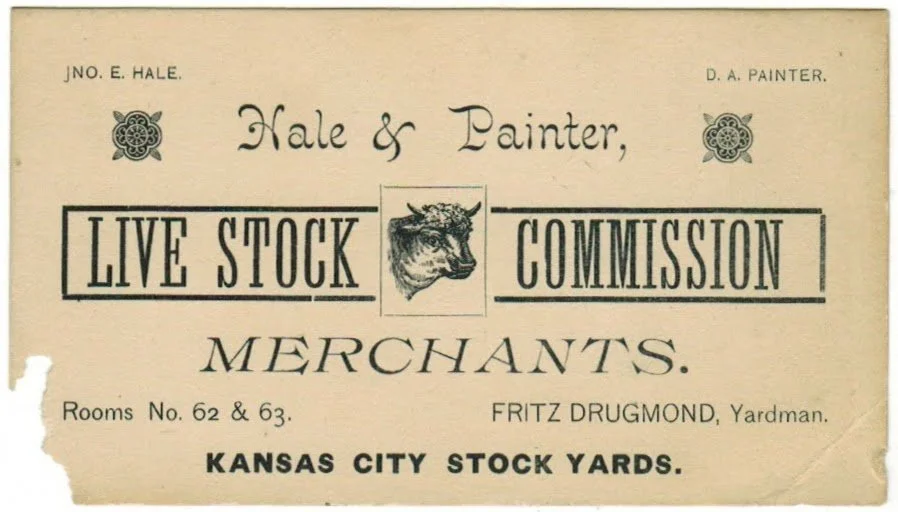 JNO. E. HALE. D. A. PAINTER.
Hale & Painter,
LIVE STOCK COMMISSION
MERCHANTS.
Rooms No. 62 & 63. FRITZ DRUGMOND, Yardman.
KANSAS CITY STOCK YARDS.